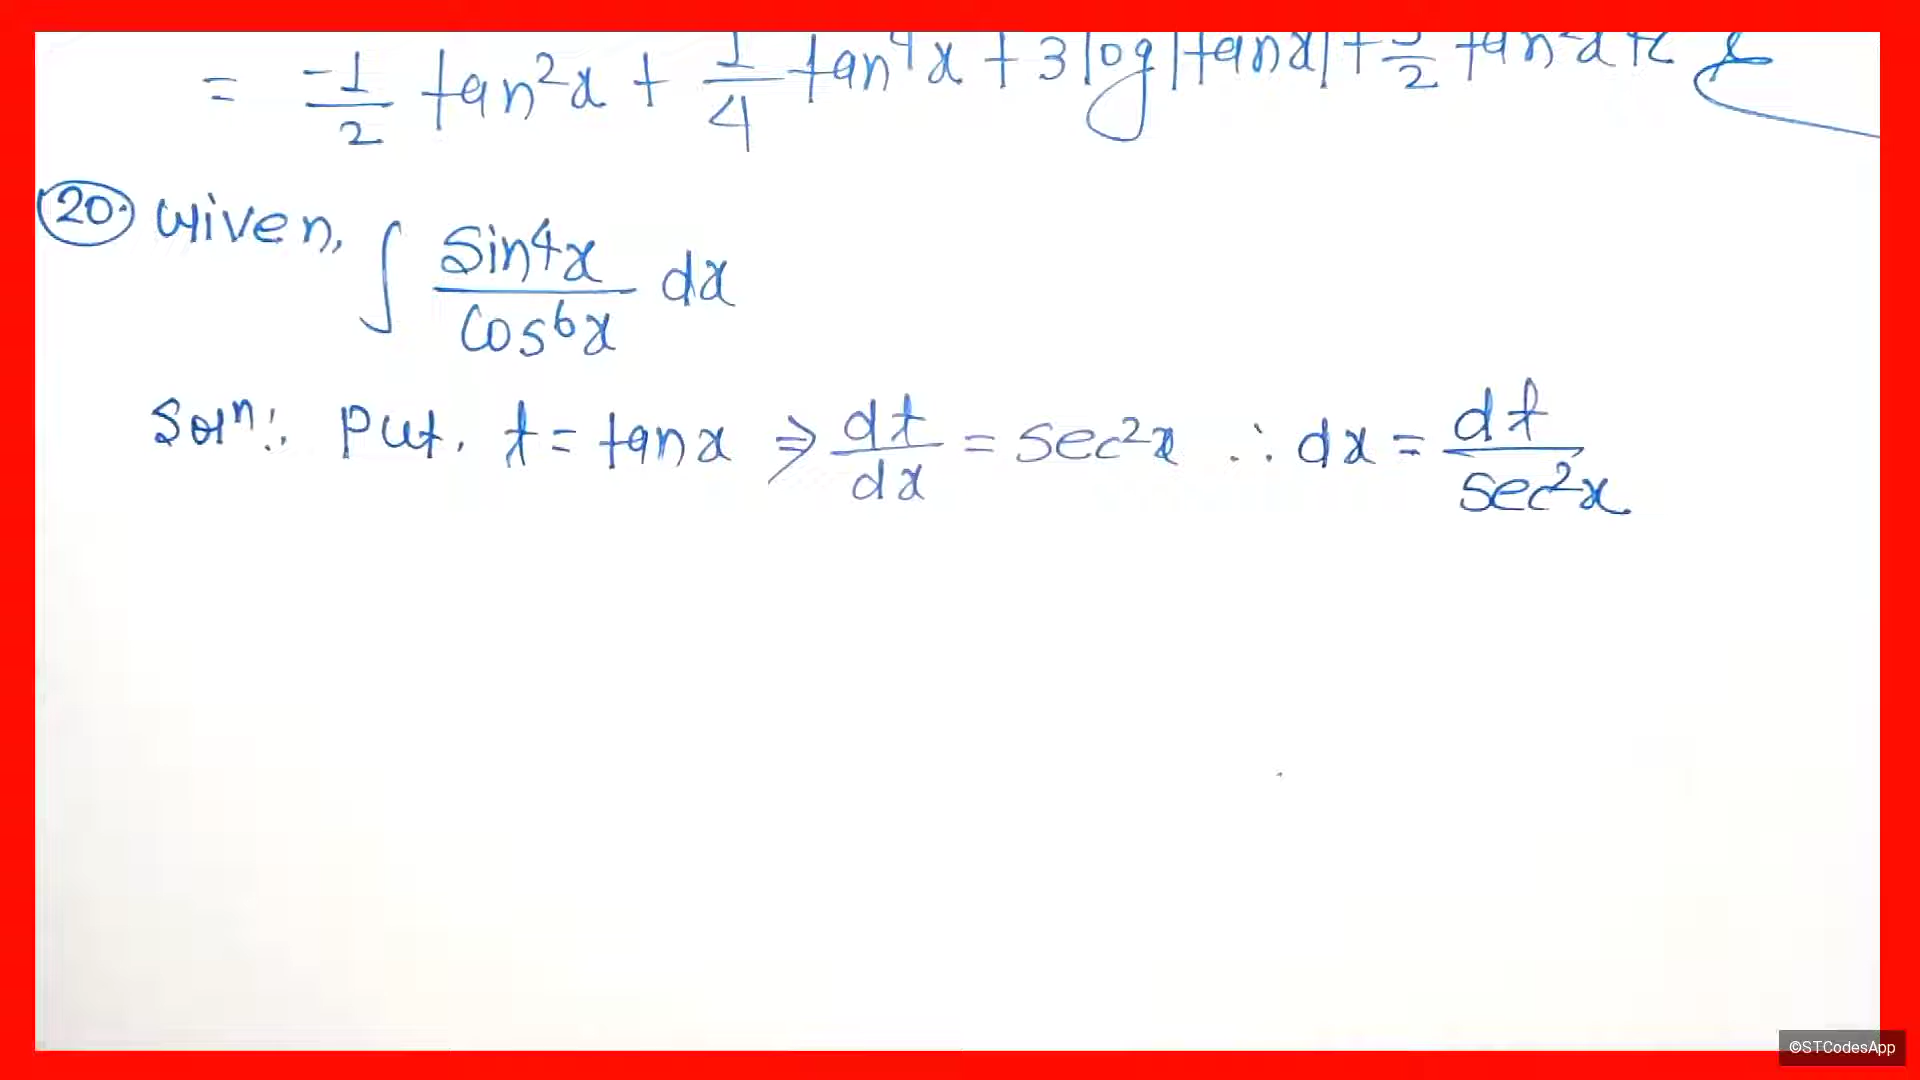 = -1/2 tan²x + 1/4 tan⁴x + 3 log|tanx| + 3/2 tan²x + c
20. Given, ∫ Sin⁴x/Cos⁶x dx
Solⁿ:. Put, t = tanx ⇒ dt/dx = sec²x ∴ dx = dt/sec²x
©STCodesApp